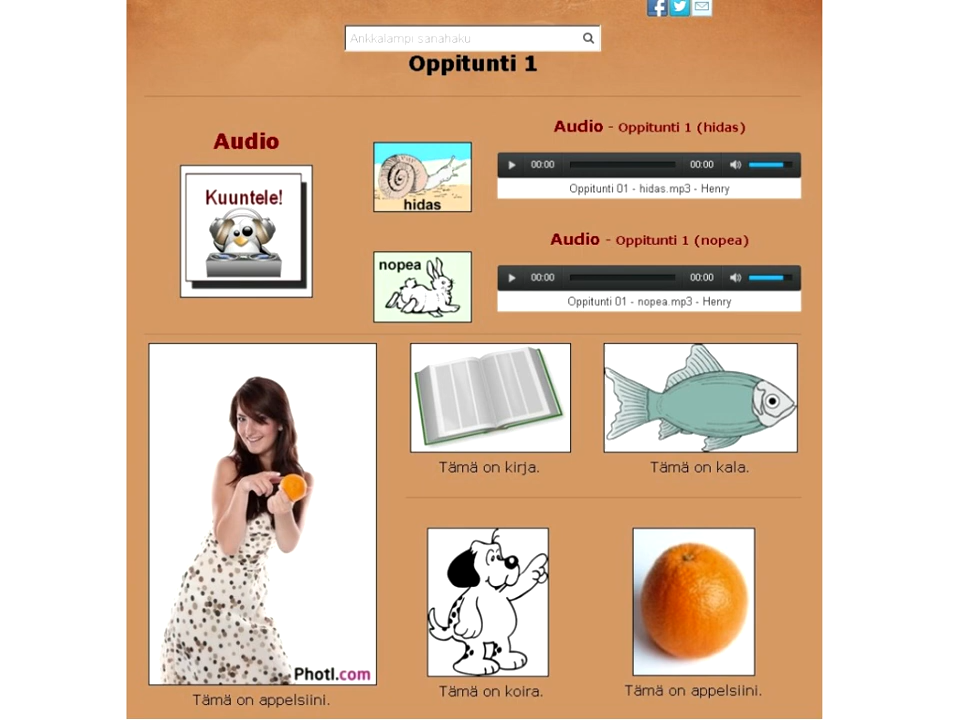 Ankkalampi sanahaku
Oppitunti 1
Audio
Kuuntele!
hidas
Audio - Oppitunti 1 (hidas)
00:00 00:00
Oppitunti 01 - hidas.mp3 - Henry
nopea
Audio - Oppitunti 1 (nopea)
00:00 00:00
Oppitunti 01 - nopea.mp3 - Henry
Photl.com
Tämä on appelsiini.
Tämä on kirja.
Tämä on kala.
Tämä on koira.
Tämä on appelsiini.